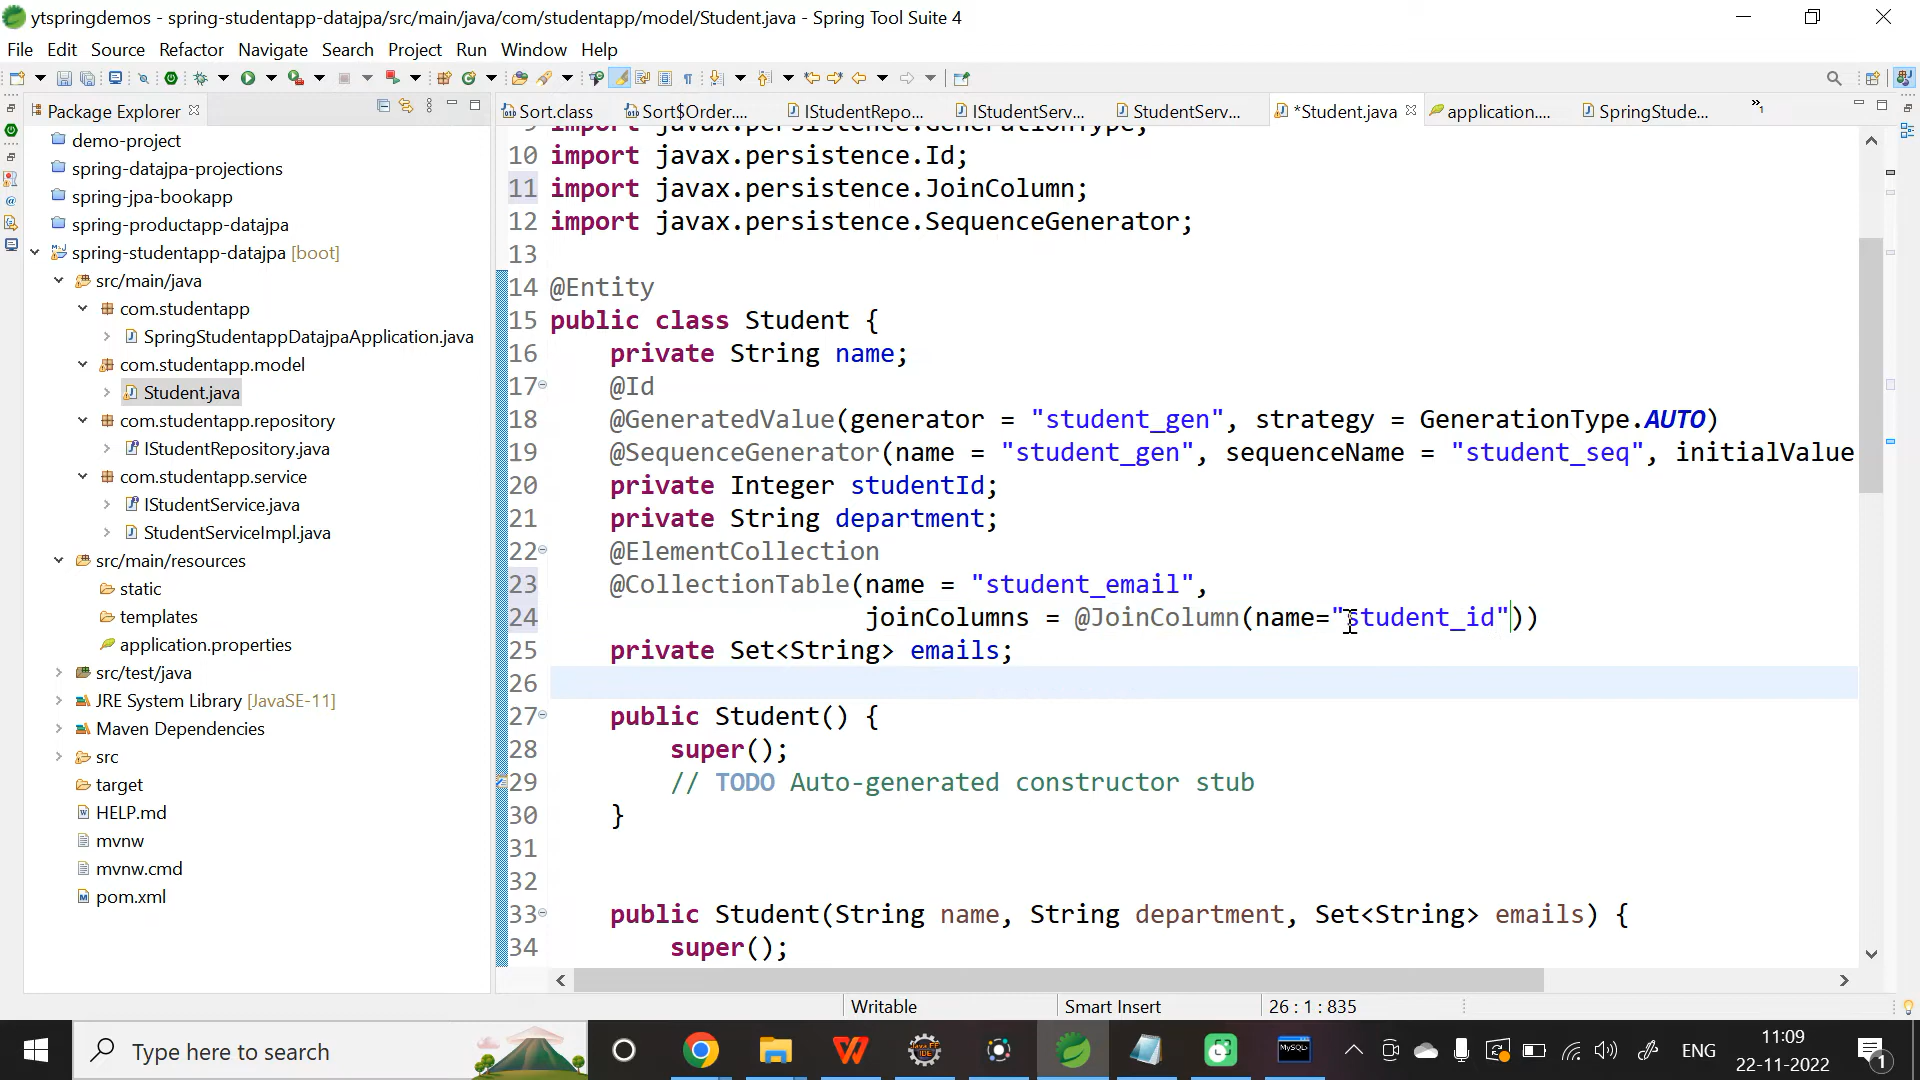 ytspringdemos - spring-studentapp-datajpa/src/main/java/com/studentapp/model/Student.java - Spring Tool Suite 4
File Edit Source Refactor Navigate Search Project Run Window Help
Package Explorer
demo-project
spring-datajpa-projections
spring-jpa-bookapp
spring-productapp-datajpa
spring-studentapp-datajpa [boot]
src/main/java
com.studentapp
SpringStudentappDatajpaApplication.java
com.studentapp.model
Student.java
com.studentapp.repository
IStudentRepository.java
com.studentapp.service
IStudentService.java
StudentServiceImpl.java
src/main/resources
static
templates
application.properties
src/test/java
JRE System Library [JavaSE-11]
Maven Dependencies
src
target
HELP.md
mvnw
mvnw.cmd
pom.xml
Sort.class Sort$Order.... IStudentRepo... IStudentServ... StudentServ... *Student.java application.... SpringStude... »1
9 import javax.persistence.GenerationType;
10 import javax.persistence.Id;
11 import javax.persistence.JoinColumn;
12 import javax.persistence.SequenceGenerator;
13
14 @Entity
15 public class Student {
16 private String name;
17 @Id
18 @GeneratedValue(generator = "student_gen", strategy = GenerationType.AUTO)
19 @SequenceGenerator(name = "student_gen", sequenceName = "student_seq", initialValue
20 private Integer studentId;
21 private String department;
22 @ElementCollection
23 @CollectionTable(name = "student_email",
24 joinColumns = @JoinColumn(name="student_id"))
25 private Set<String> emails;
26
27 public Student() {
28 super();
29 // TODO Auto-generated constructor stub
30 }
31
32
33 public Student(String name, String department, Set<String> emails) {
34 super();
Writable Smart Insert 26 : 1 : 835
Type here to search
ENG
11:09
22-11-2022
1